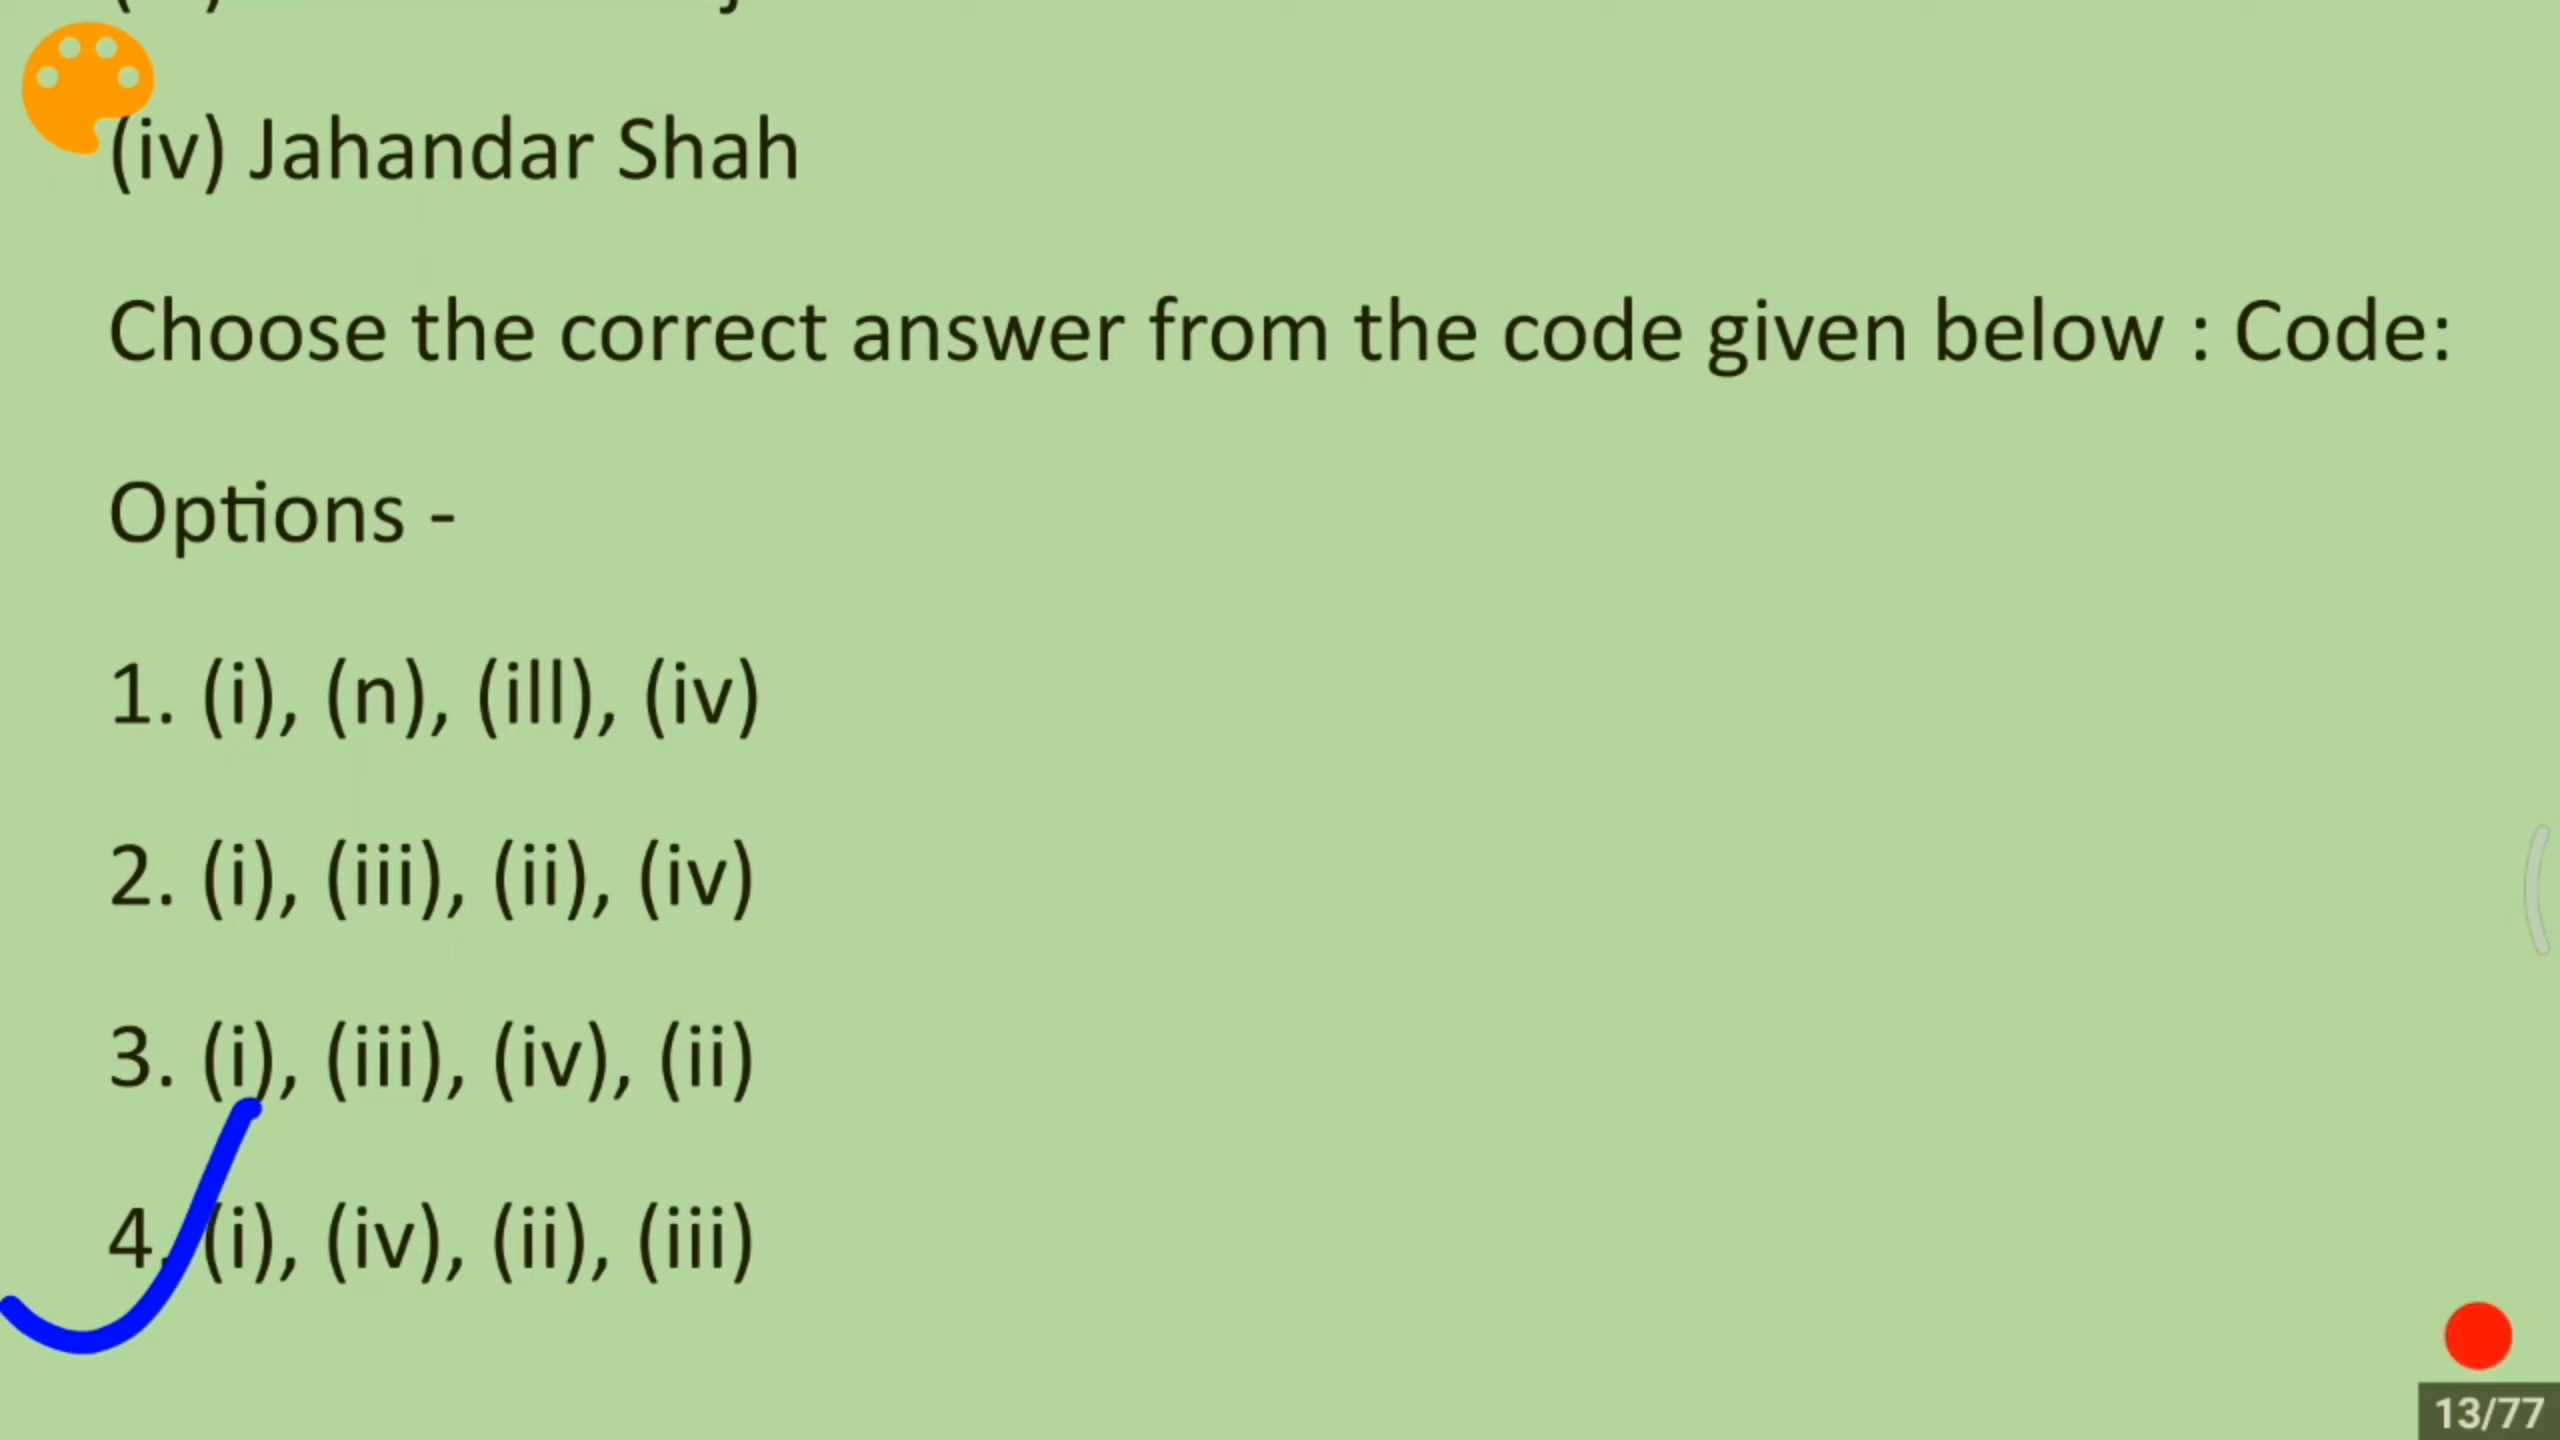 (iv) Jahandar Shah
Choose the correct answer from the code given below : Code:
Options -
1. (i), (n), (ill), (iv)
2. (i), (iii), (ii), (iv)
3. (i), (iii), (iv), (ii)
4. (i), (iv), (ii), (iii)
13/77